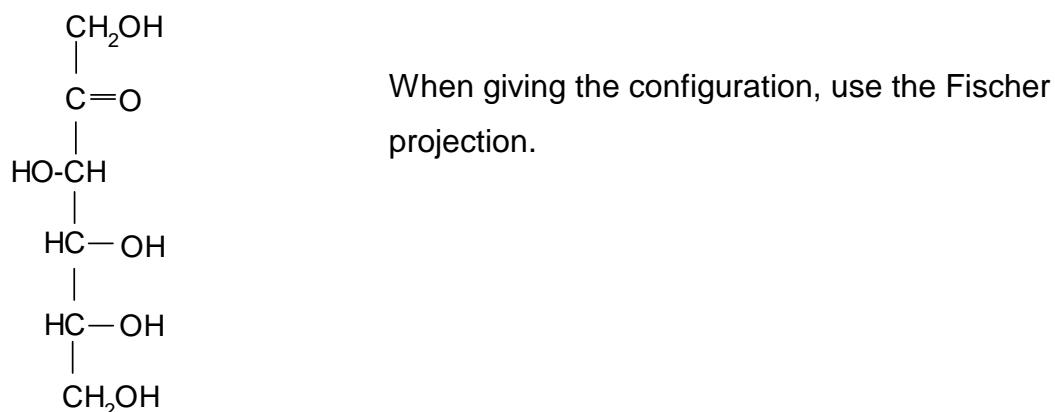 CH₂OH
C=O
When giving the configuration, use the Fischer
projection.
HO-CH
HC—OH
HC—OH
CH₂OH